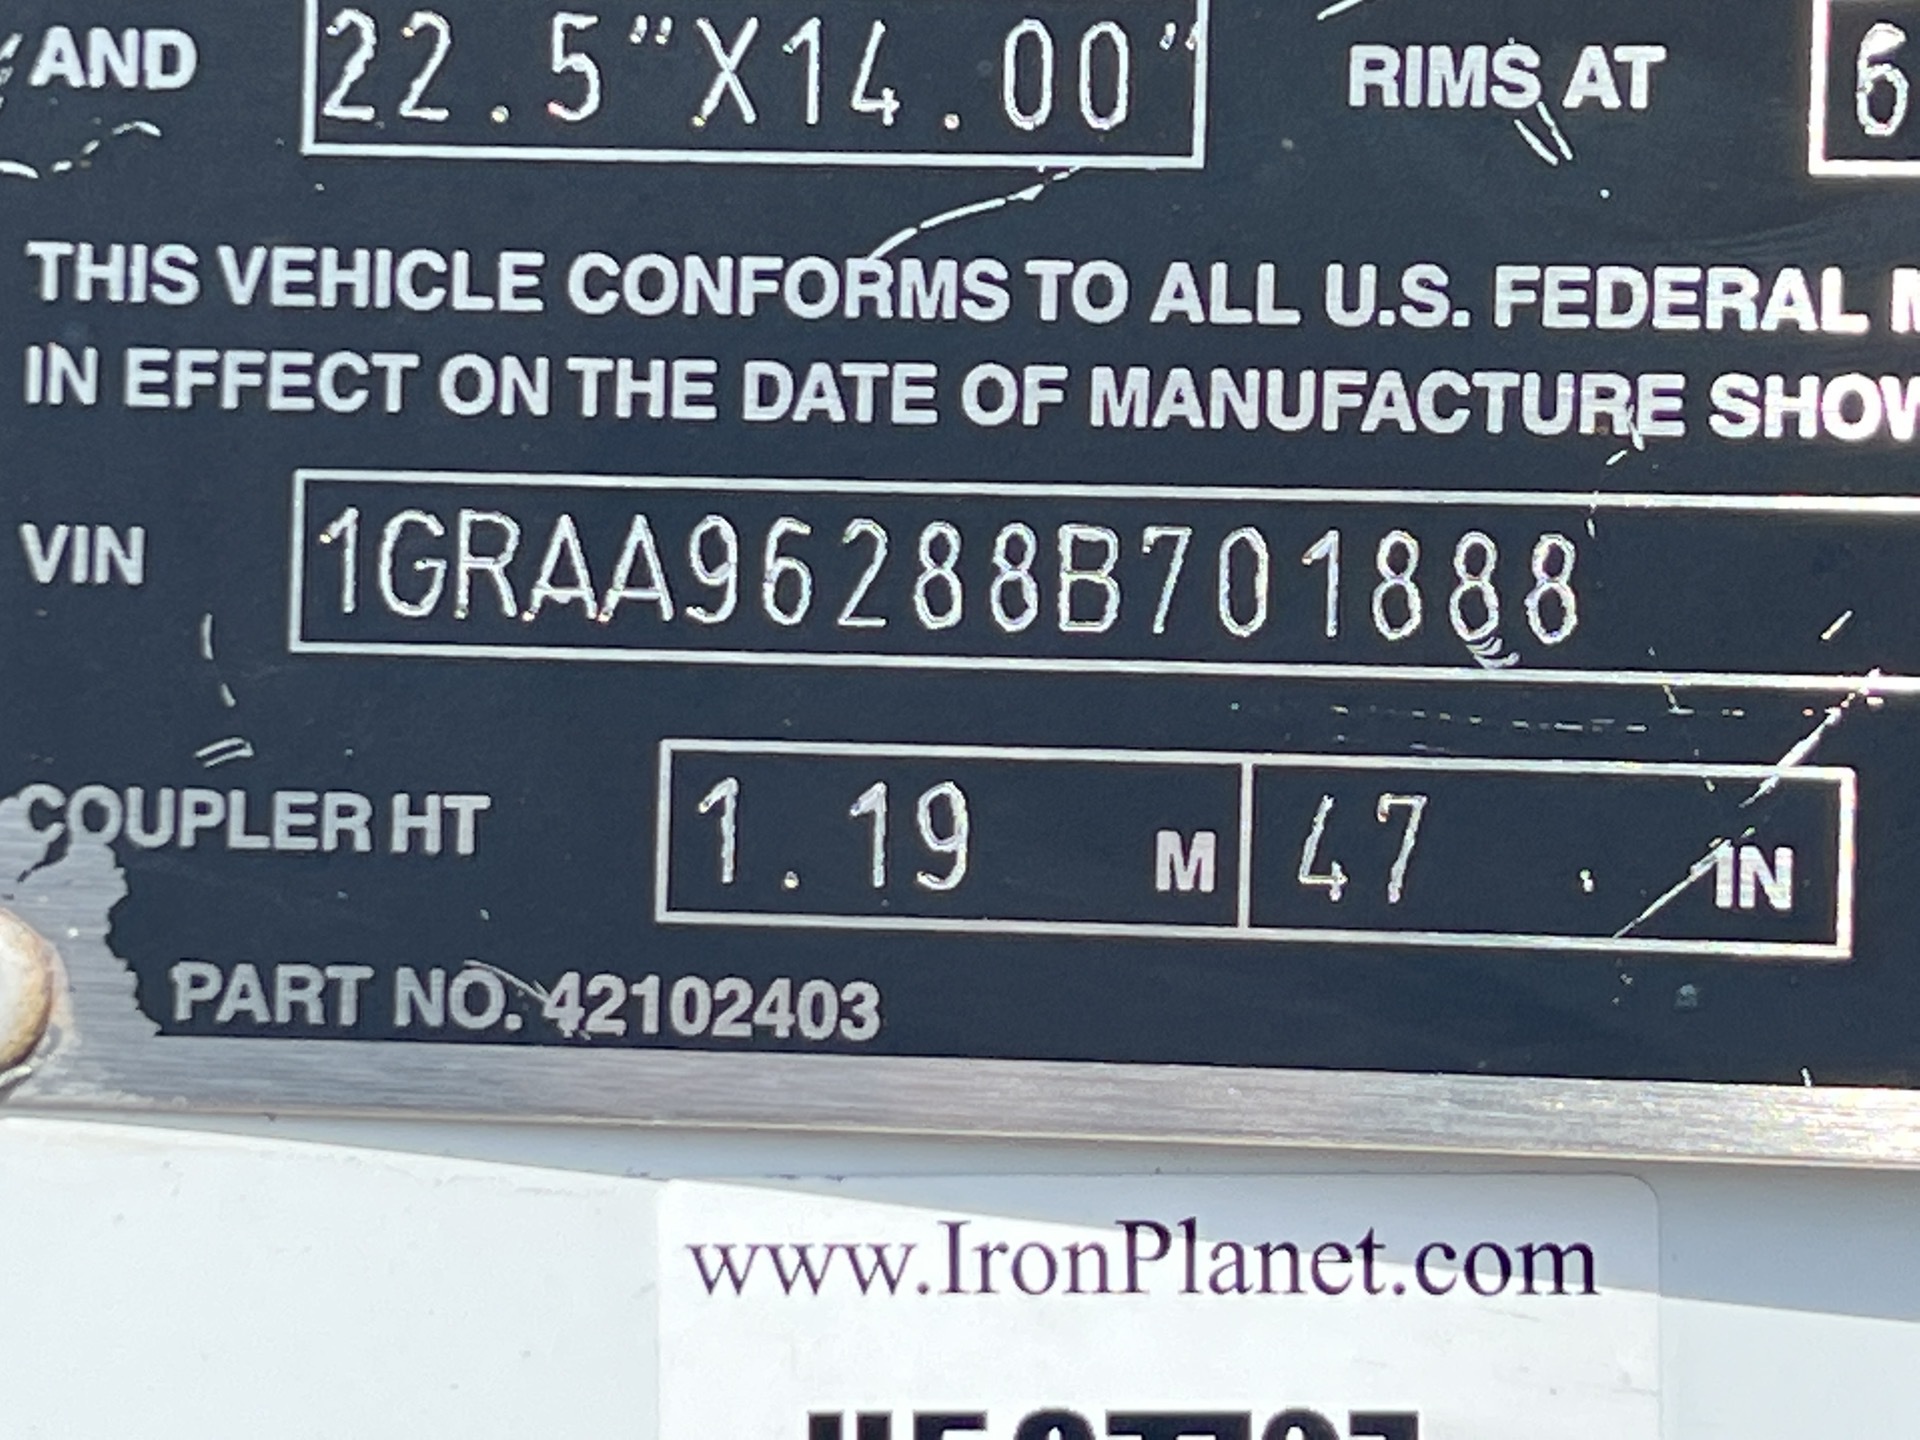 AND 22.5"X14.00" RIMS AT 6
THIS VEHICLE CONFORMS TO ALL U.S. FEDERAL
IN EFFECT ON THE DATE OF MANUFACTURE
VIN 1GRAA96288B701888
COUPLER HT 1.19 M 47 . IN
PART NO. 42102403
www.IronPlanet.com